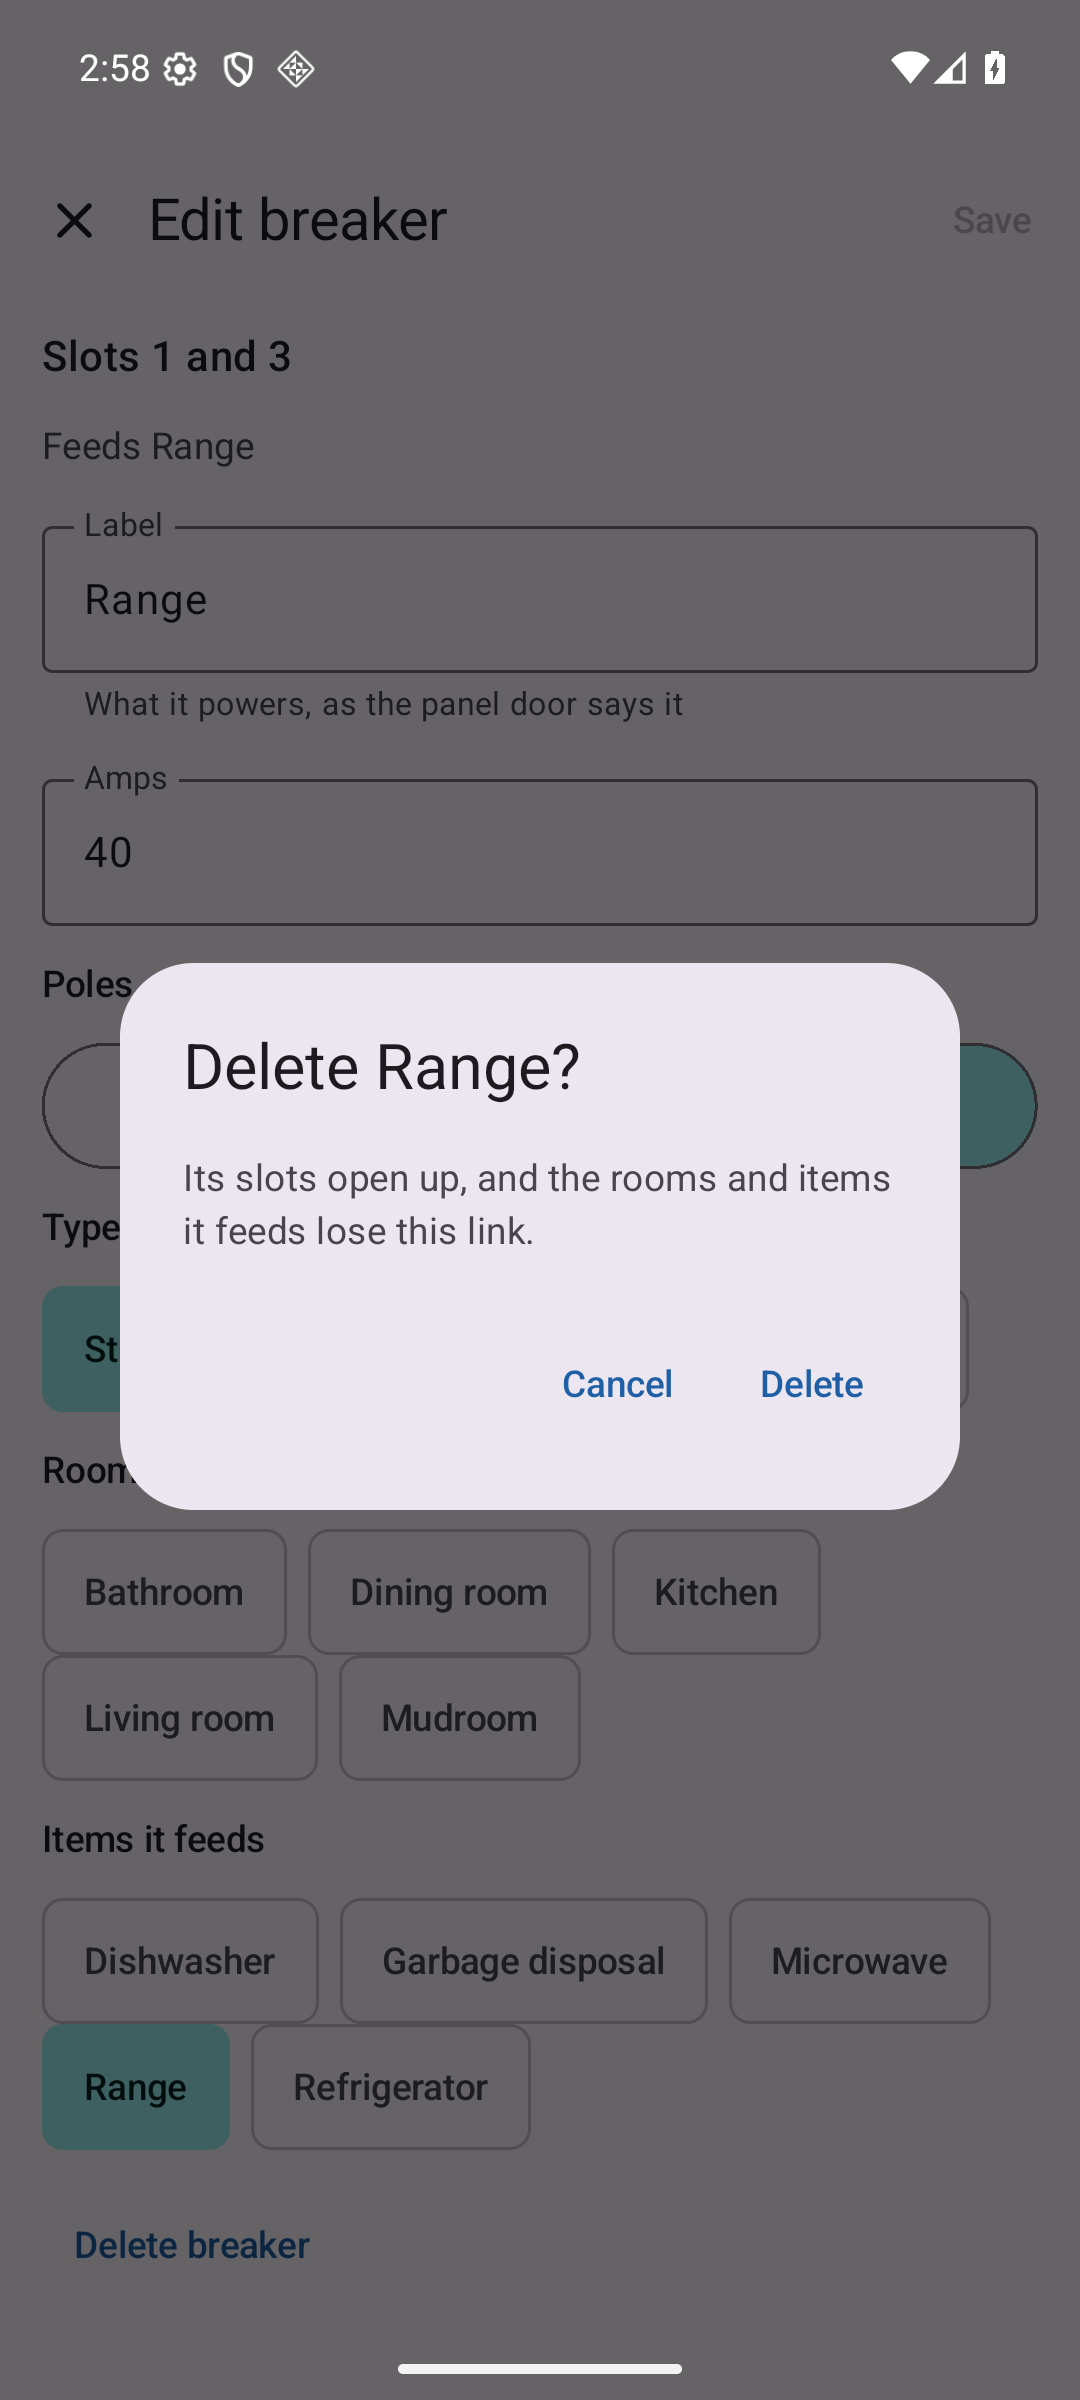 2:58
Edit breaker
Save
Slots 1 and 3
Feeds Range
Label
Range
What it powers, as the panel door says it
Amps
40
Poles
Delete Range?
Its slots open up, and the rooms and items
it feeds lose this link.
Cancel
Delete
Type
St
Room
Bathroom
Dining room
Kitchen
Living room
Mudroom
Items it feeds
Dishwasher
Garbage disposal
Microwave
Range
Refrigerator
Delete breaker